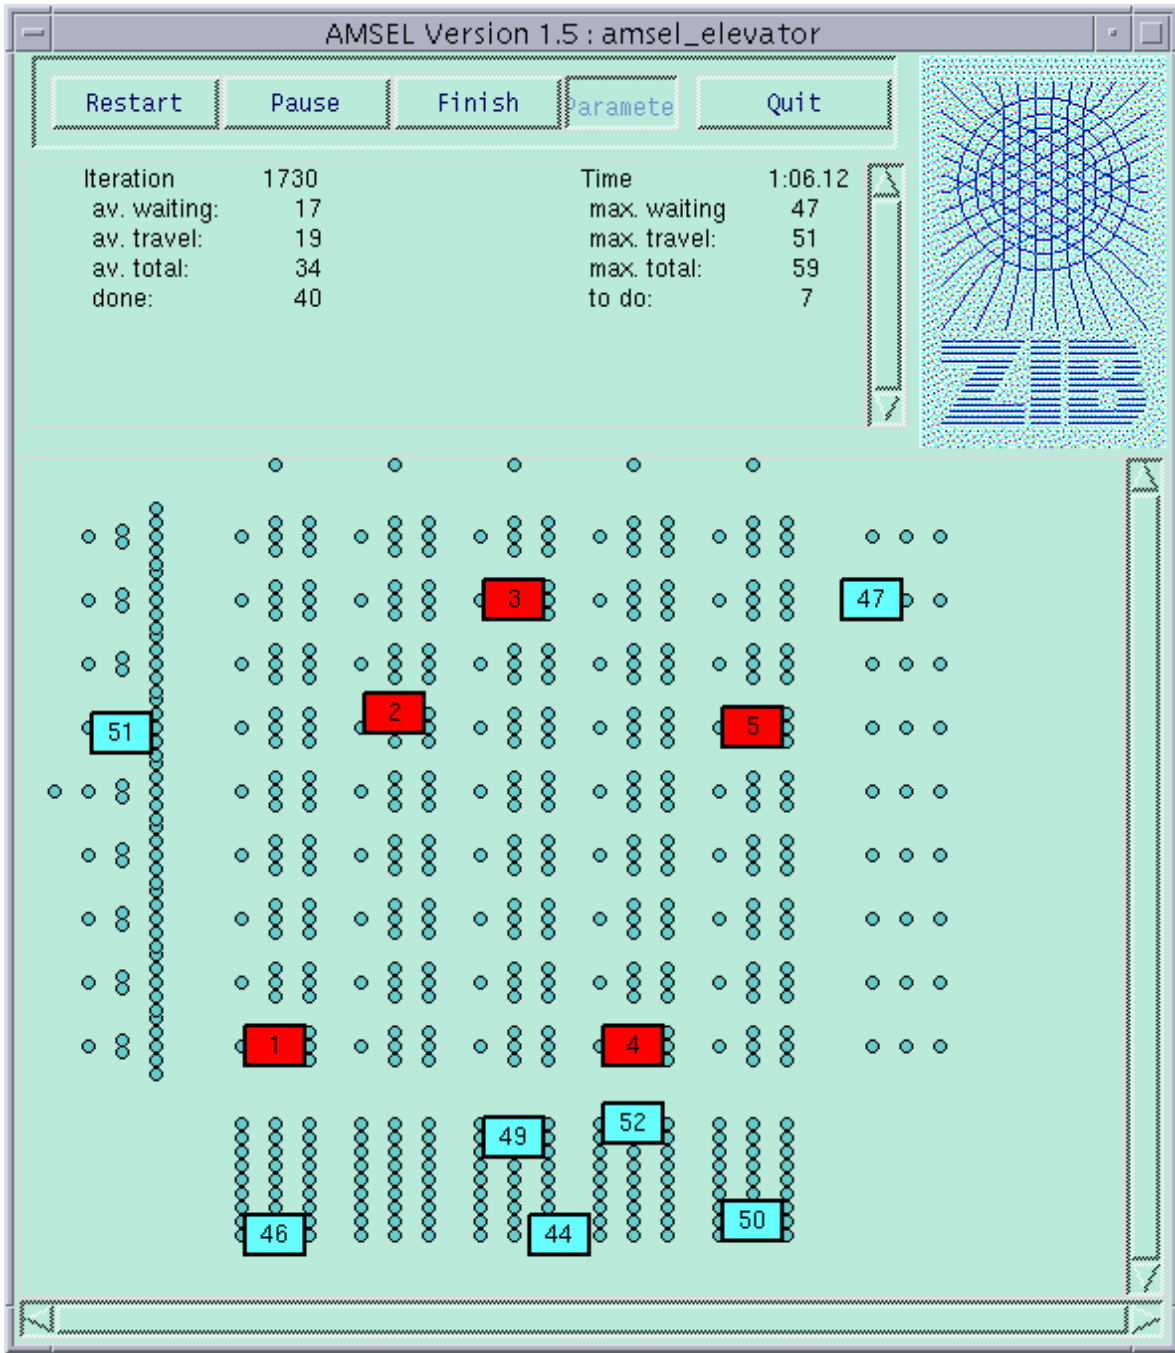 AMSEL Version 1.5 : amsel_elevator
Restart Pause Finish Paramete Quit
Iteration 1730 Time 1:06.12
av. waiting: 17 max. waiting 47
av. travel: 19 max. travel: 51
av. total: 34 max. total: 59
done: 40 to do: 7
ZIB
3 47
2
51 5
1 4
52
49
50
46 44